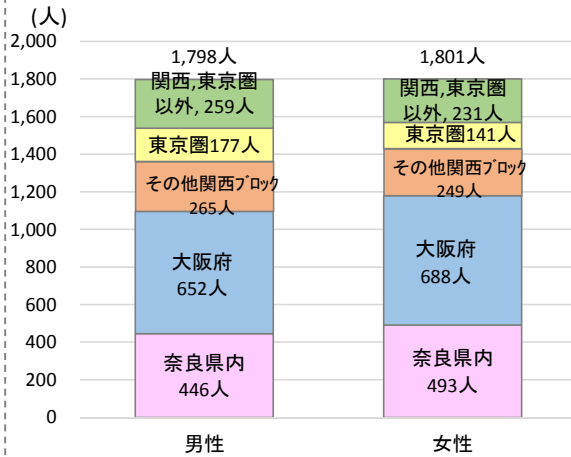 (人)
2,000
1,800
1,600
1,400
1,200
1,000
800
600
400
200
0
1,798人
関西,東京圏
以外, 259人
東京圏177人
その他関西ﾌﾞﾛｯｸ
265人
大阪府
652人
奈良県内
446人
男性
1,801人
関西,東京圏
以外, 231人
東京圏141人
その他関西ﾌﾞﾛｯｸ
249人
大阪府
688人
奈良県内
493人
女性